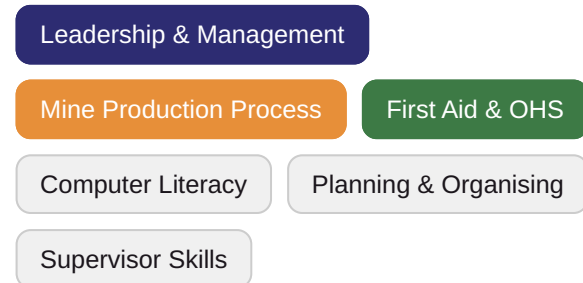 Leadership & Management
Mine Production Process First Aid & OHS
Computer Literacy Planning & Organising
Supervisor Skills